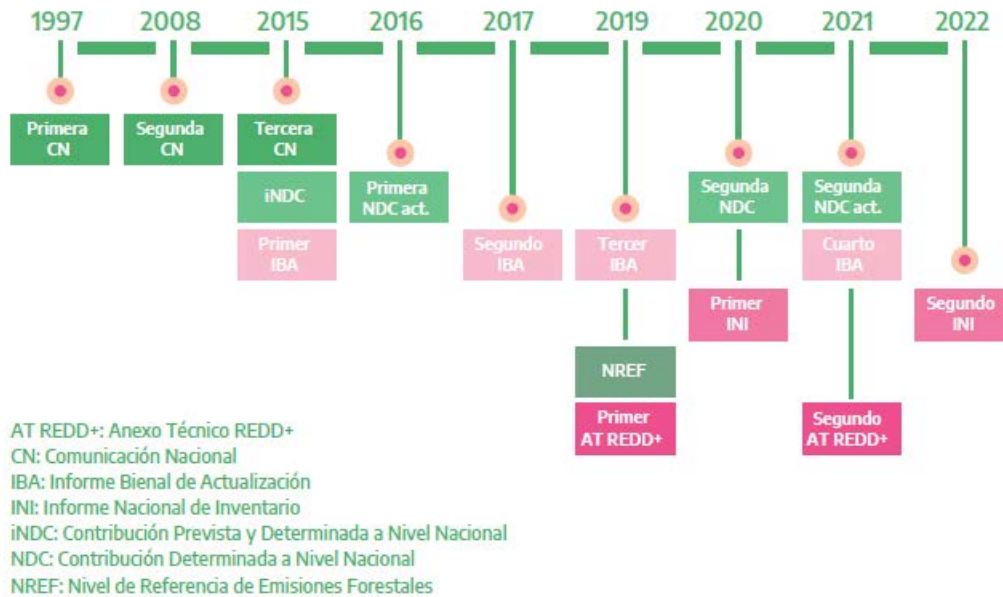 1997 2008 2015 2016 2017 2019 2020 2021 2022
Primera
CN
Segunda
CN
Tercera
CN
iNDC
Primer
IBA
Primera
NDC act.
Segundo
IBA
Tercer
IBA
NREF
Primer
AT REDD+
Segunda
NDC
Primer
INI
Segunda
NDC act.
Cuarto
IBA
Segundo
AT REDD+
Segundo
INI
AT REDD+: Anexo Técnico REDD+
CN: Comunicación Nacional
IBA: Informe Bienal de Actualización
INI: Informe Nacional de Inventario
iNDC: Contribución Prevista y Determinada a Nivel Nacional
NDC: Contribución Determinada a Nivel Nacional
NREF: Nivel de Referencia de Emisiones Forestales